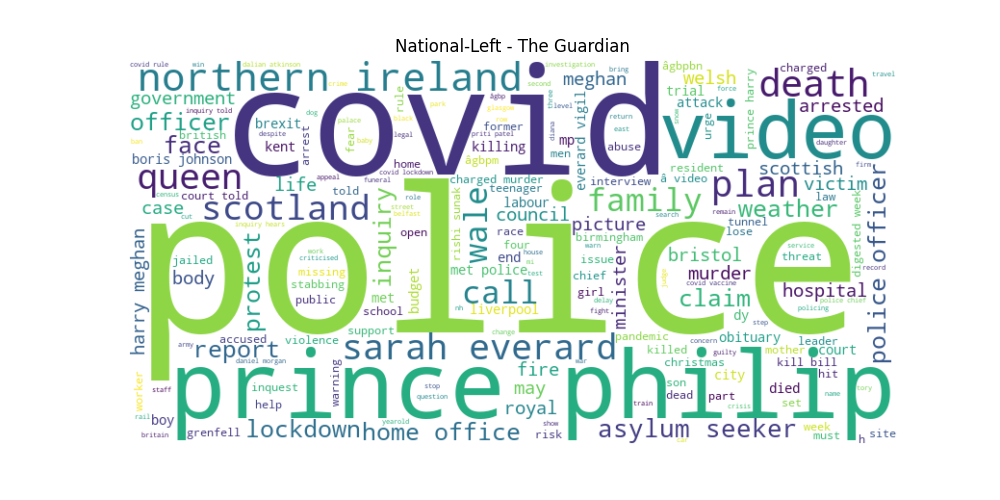 National-Left - The Guardian
covid rule win dalian atkinson investigation bring âgbpbn charged travel
northern ireland meghan welsh death
crime second three trial force
government inquiry told dog âgbp rule covid video level attack arrested
officer british brexit park glasgow former return prince harry
ban despite palace black row everard vigil mp urge show
face kent arrest fear baby legal priti patel killing diana east abuse daughter
boris johnson appeal home âgbpm men resident scottish firm
queen life covid lockdown charged murder interview â video plan victim
census court told funeral told teenager family law
case cut scotland role labour council remain weather
inquiry hears street belfast race picture search tunnel
harry meghan protest inquiry open rishi sunak wale four birmingham lose digested week police officer
jailed work criticised end house warn issue bristol service threat
body missing met police mi test chief judge murder record
stabbing budget call girl minister covid vaccine hospital
public met school nh liverpool delay claim police chief
police fight dy policing
accused violence support change pandemic concern obituary step leader
report sarah everard killed guilty mother court
army daniel morgan warning fire war christmas kill bill hit
worker staff prince philip son city died tory
inquest stop may dead part name
help question royal train crisis set
rail boy yearold show week
britain grenfell lockdown home office risk asylum seeker must h site
car